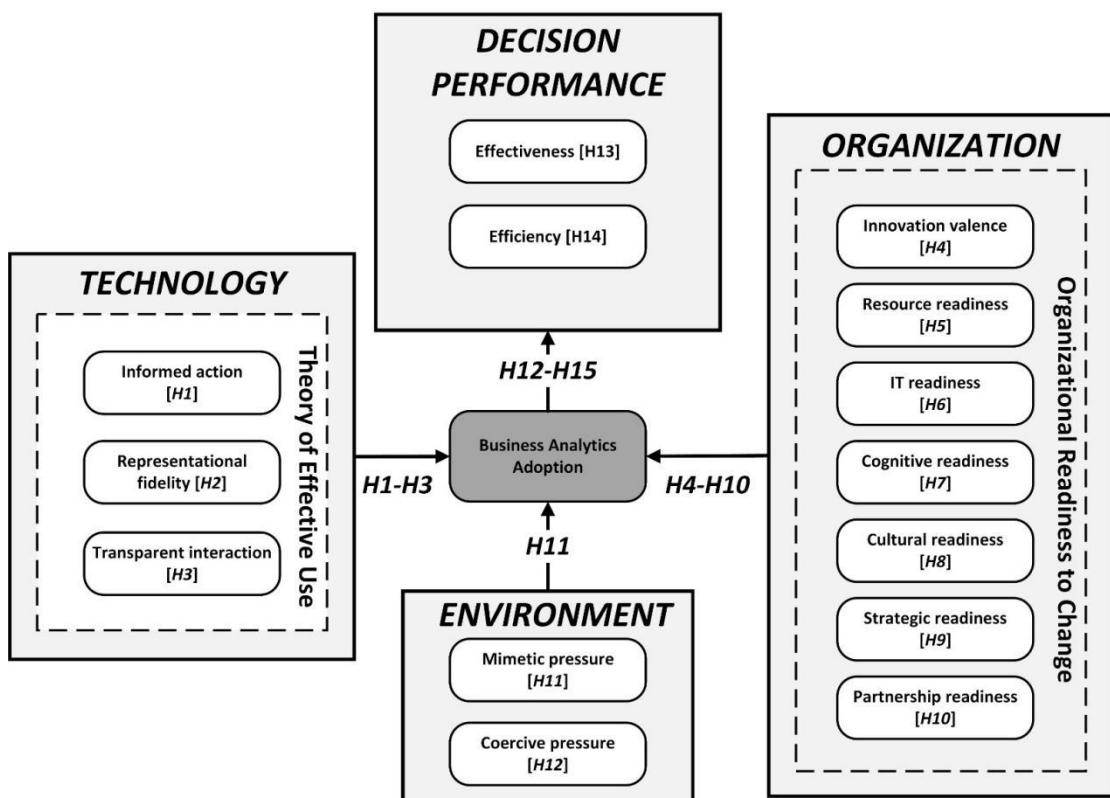 DECISION
PERFORMANCE
Effectiveness [H13]
Efficiency [H14]
TECHNOLOGY
Informed action
[H1]
Representational
fidelity [H2]
Transparent interaction
[H3]
Theory of Effective Use
H12-H15
Business Analytics
Adoption
H1-H3
H4-H10
H11
ENVIRONMENT
Mimetic pressure
[H11]
Coercive pressure
[H12]
ORGANIZATION
Innovation valence
[H4]
Resource readiness
[H5]
IT readiness
[H6]
Cognitive readiness
[H7]
Cultural readiness
[H8]
Strategic readiness
[H9]
Partnership readiness
[H10]
Organizational Readiness to Change